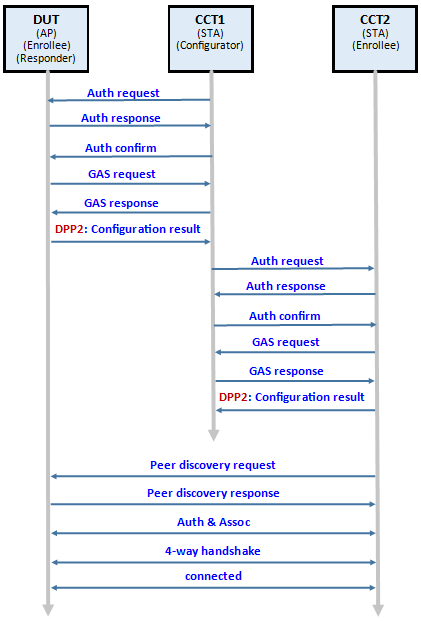 DUT
(AP)
(Enrollee)
(Responder)
CCT1
(STA)
(Configurator)
CCT2
(STA)
(Enrollee)
Auth request
Auth response
Auth confirm
GAS request
GAS response
DPP2: Configuration result
Auth request
Auth response
Auth confirm
GAS request
GAS response
DPP2: Configuration result
Peer discovery request
Peer discovery response
Auth & Assoc
4-way handshake
connected